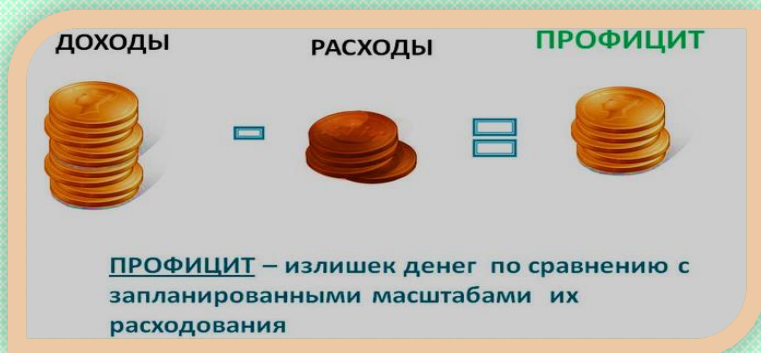 ДОХОДЫ
РАСХОДЫ
ПРОФИЦИТ
ПРОФИЦИТ – излишек денег по сравнению с
запланированными масштабами их
расходования